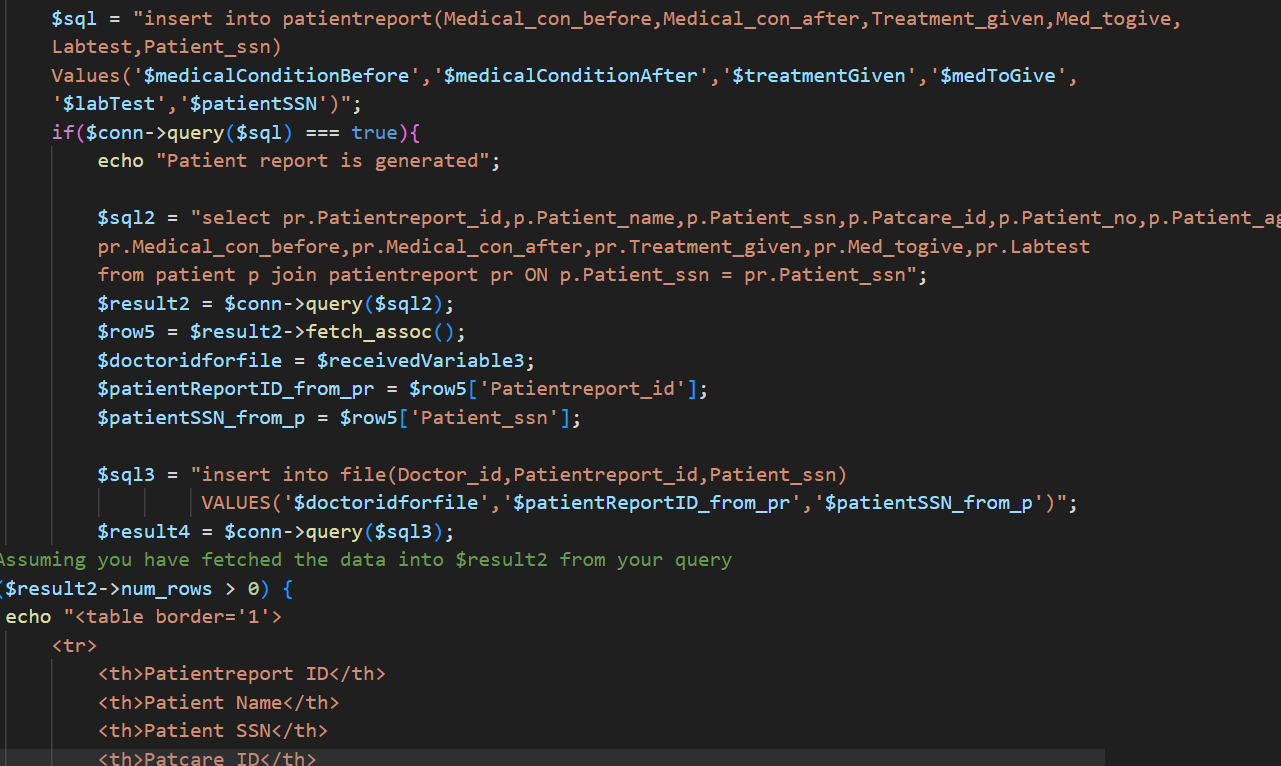 $sql = "insert into patientreport(Medical_con_before,Medical_con_after,Treatment_given,Med_togive,
Labtest,Patient_ssn)
Values('$medicalConditionBefore','$medicalConditionAfter','$treatmentGiven','$medToGive',
'$labTest','$patientSSN')";
if($conn->query($sql) === true){
echo "Patient report is generated";
$sql2 = "select pr.Patientreport_id,p.Patient_name,p.Patient_ssn,p.Patcare_id,p.Patient_no,p.Patient_ag
pr.Medical_con_before,pr.Medical_con_after,pr.Treatment_given,pr.Med_togive,pr.Labtest
from patient p join patientreport pr ON p.Patient_ssn = pr.Patient_ssn";
$result2 = $conn->query($sql2);
$row5 = $result2->fetch_assoc();
$doctoridforfile = $receivedVariable3;
$patientReportID_from_pr = $row5['Patientreport_id'];
$patientSSN_from_p = $row5['Patient_ssn'];
$sql3 = "insert into file(Doctor_id,Patientreport_id,Patient_ssn)
VALUES('$doctoridforfile','$patientReportID_from_pr','$patientSSN_from_p')";
$result4 = $conn->query($sql3);
Assuming you have fetched the data into $result2 from your query
($result2->num_rows > 0) {
echo "<table border='1'>
<tr>
<th>Patientreport ID</th>
<th>Patient Name</th>
<th>Patient SSN</th>
<th>Patcare ID</th>